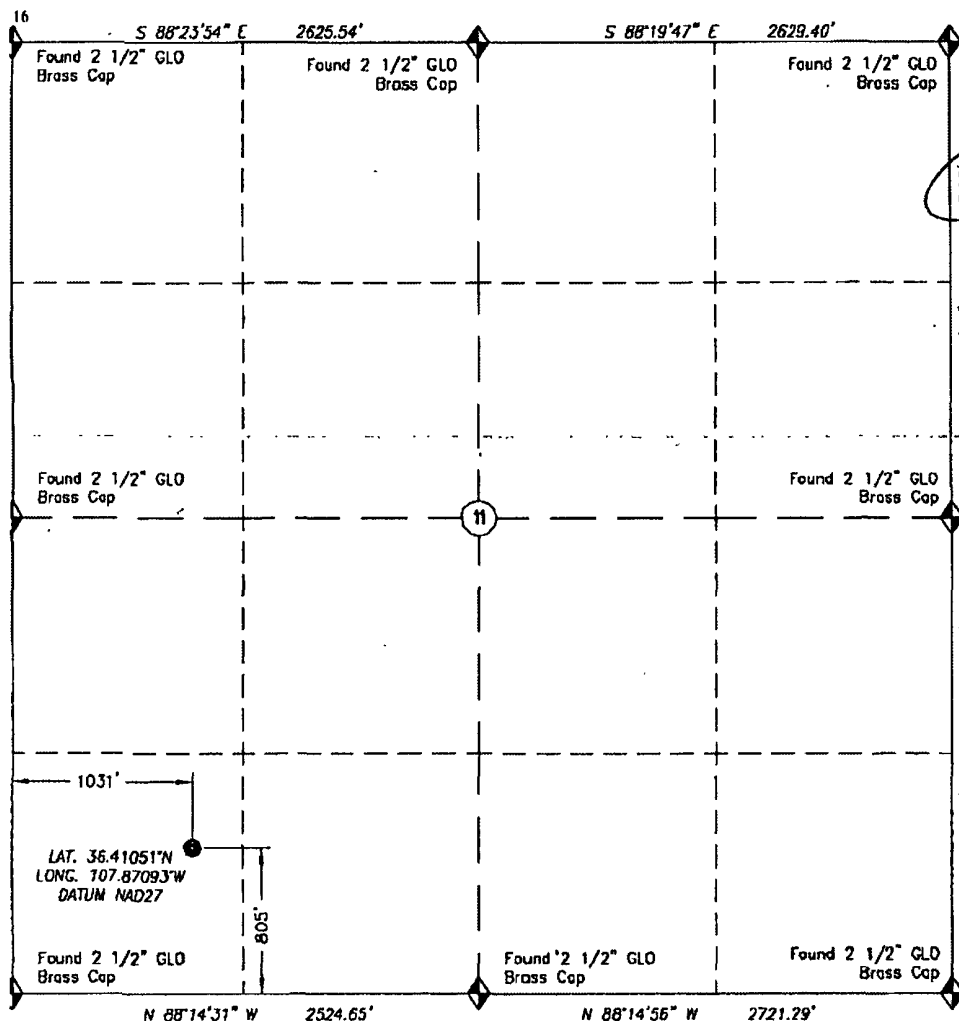 16
S 88°23'54" E 2625.54' S 88°19'47" E 2629.40'
Found 2 1/2" GLO
Brass Cap
Found 2 1/2" GLO
Brass Cap
Found 2 1/2" GLO
Brass Cap
Found 2 1/2" GLO
Brass Cap
Found 2 1/2" GLO
Brass Cap
11
1031'
LAT. 36.41051°N
LONG. 107.87093°W
DATUM NAD27
805'
Found 2 1/2" GLO
Brass Cap
Found 2 1/2" GLO
Brass Cap
Found 2 1/2" GLO
Brass Cap
N 88°14'31" W 2524.65' N 88°14'56" W 2721.29'